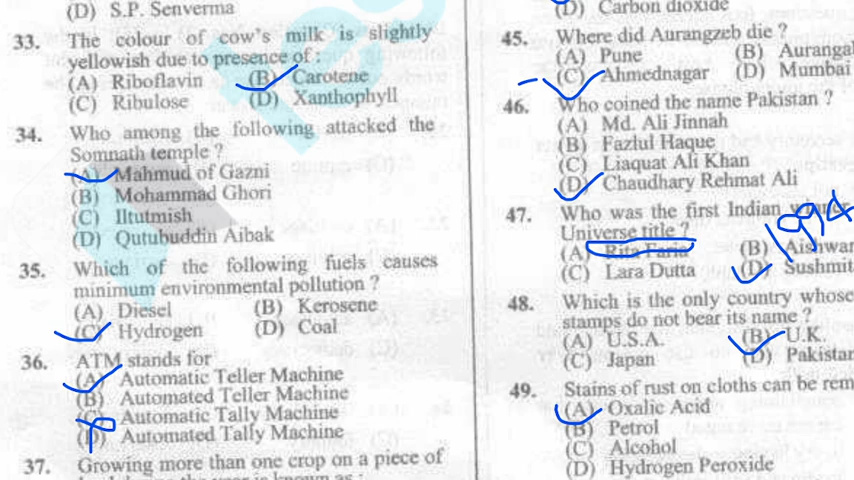 (D) S.P. Senverma
33. The colour of cow's milk is slightly
yellowish due to presence of :
(A) Riboflavin (B) Carotene
(C) Ribulose (D) Xanthophyll
34. Who among the following attacked the
Somnath temple ?
(A) Mahmud of Gazni
(B) Mohammad Ghori
(C) Iltutmish
(D) Qutubuddin Aibak
35. Which of the following fuels causes
minimum environmental pollution ?
(A) Diesel (B) Kerosene
(C) Hydrogen (D) Coal
36. ATM stands for
(A) Automatic Teller Machine
(B) Automated Teller Machine
(C) Automatic Tally Machine
(D) Automated Tally Machine
37. Growing more than one crop on a piece of
(D) Carbon dioxide
45. Where did Aurangzeb die ?
(A) Pune (B) Aurangab
(C) Ahmednagar (D) Mumbai
46. Who coined the name Pakistan ?
(A) Md. Ali Jinnah
(B) Fazlul Haque
(C) Liaquat Ali Khan
(D) Chaudhary Rehmat Ali
47. Who was the first Indian winner
Universe title ? 1994
(A) Rita Faria (B) Aishwar
(C) Lara Dutta (D) Sushmit
48. Which is the only country whose
stamps do not bear its name ?
(A) U.S.A. (B) U.K.
(C) Japan (D) Pakistan
49. Stains of rust on cloths can be rem
(A) Oxalic Acid
(B) Petrol
(C) Alcohol
(D) Hydrogen Peroxide